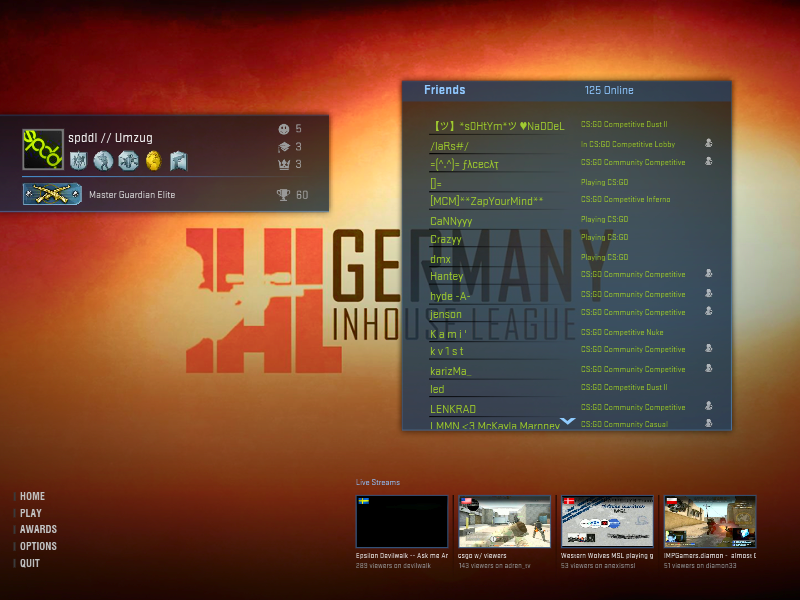 Friends 125 Online
CS:GO Competitive Dust II
/laRs#/ In CS:GO Competitive Lobby
CS:GO Community Competitive
[]= Playing CS:GO
[MCM]**ZapYourMind** CS:GO Competitive Inferno
CaNNyyy Playing CS:GO
Crazyy Playing CS:GO
dmx Playing CS:GO
Hantey CS:GO Community Competitive
hyde -A- CS:GO Community Competitive
jenson CS:GO Community Competitive
K a m i ' CS:GO Competitive Nuke
k v 1 s t CS:GO Community Competitive
karizMa_ CS:GO Community Competitive
led CS:GO Competitive Dust II
LENKRAD CS:GO Community Competitive
LMMN <3 McKayla Maroney CS:GO Community Casual
spddl // Umzug
5
3
3
Master Guardian Elite 60
GERMANY
INHOUSE LEAGUE
HOME
PLAY
AWARDS
OPTIONS
QUIT
Live Streams
Epsilon Devilwalk -- Ask me Ar
289 viewers on devilwalk
csgo w/ viewers
143 viewers on adren_tv
Western Wolves MSL playing g
53 viewers on anexismsl
!MPGamers.diamon - almost
51 viewers on diamon33